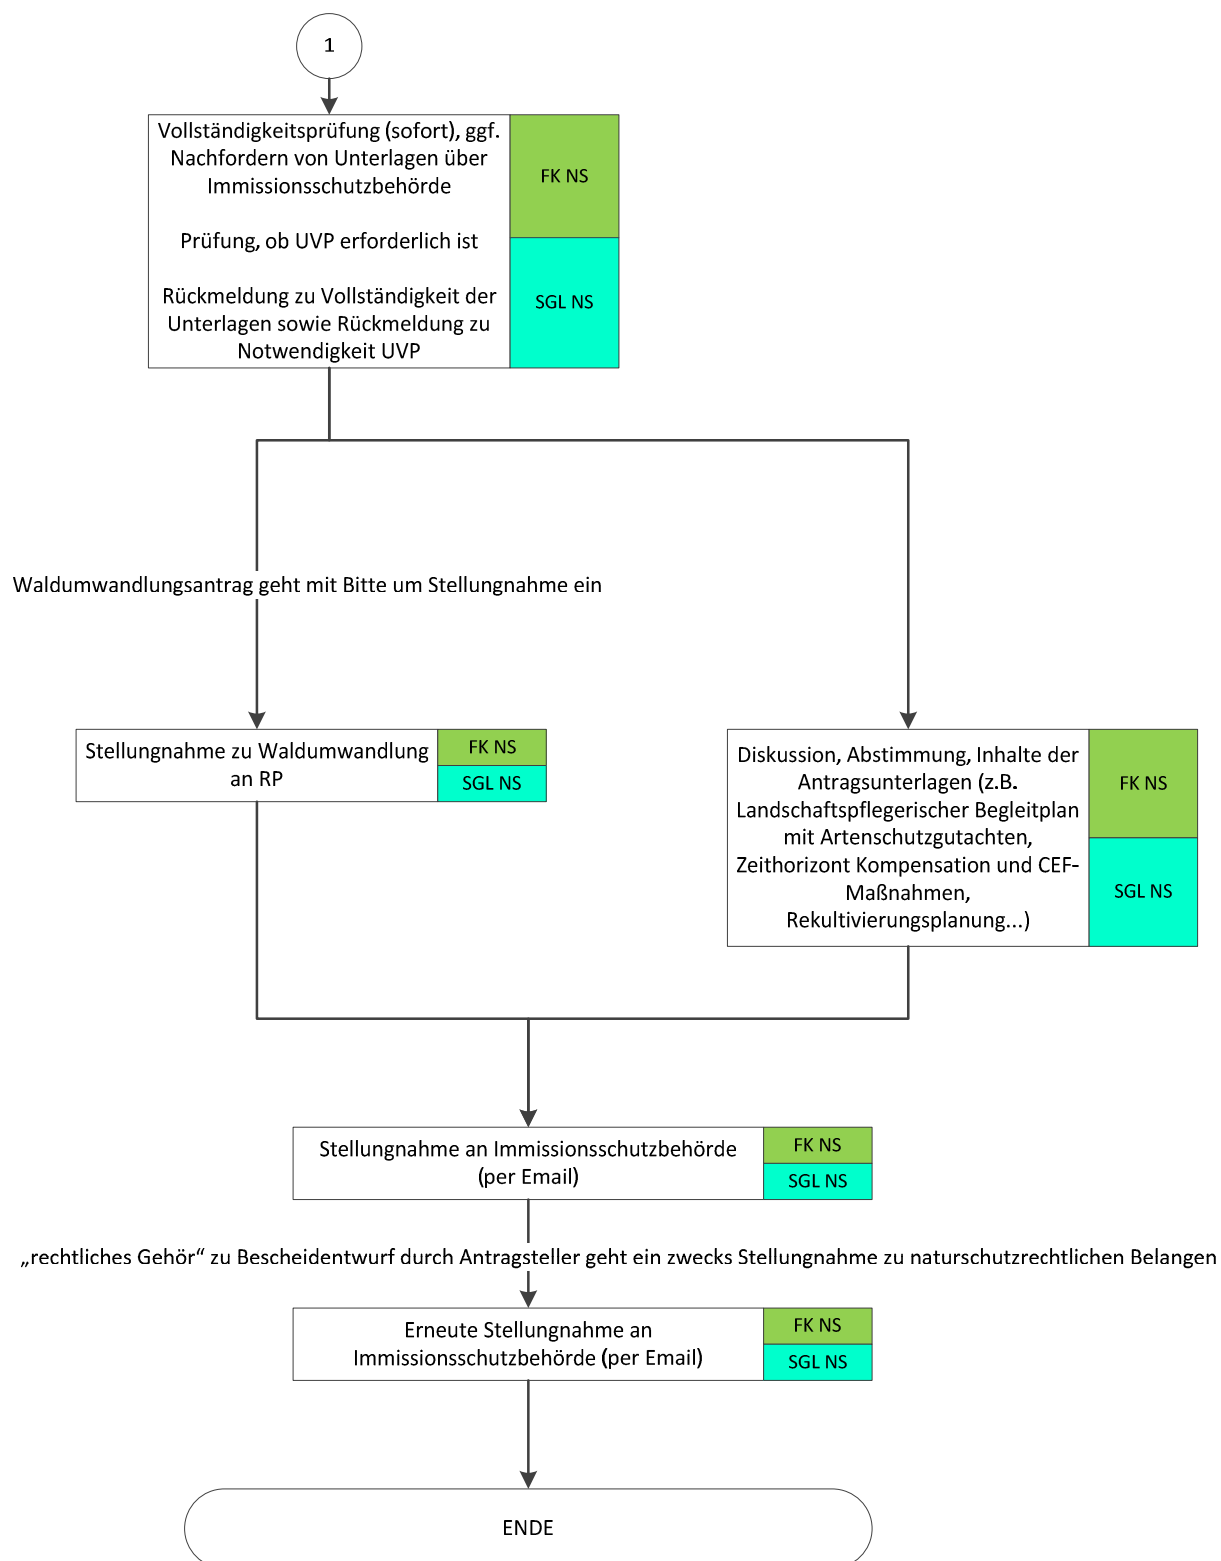 1
Vollständigkeitsprüfung (sofort), ggf.
Nachfordern von Unterlagen über
Immissionsschutzbehörde
Prüfung, ob UVP erforderlich ist
Rückmeldung zu Vollständigkeit der
Unterlagen sowie Rückmeldung zu
Notwendigkeit UVP
FK NS
SGL NS
Waldumwandlungsantrag geht mit Bitte um Stellungnahme ein
Stellungnahme zu Waldumwandlung
an RP
FK NS
SGL NS
Diskussion, Abstimmung, Inhalte der
Antragsunterlagen (z.B.
Landschaftspflegerischer Begleitplan
mit Artenschutzgutachten,
Zeithorizont Kompensation und CEF-
Maßnahmen,
Rekultivierungsplanung...)
FK NS
SGL NS
Stellungnahme an Immissionsschutzbehörde
(per Email)
FK NS
SGL NS
„rechtliches Gehör“ zu Bescheidentwurf durch Antragsteller geht ein zwecks Stellungnahme zu naturschutzrechtlichen Belangen
Erneute Stellungnahme an
Immissionsschutzbehörde (per Email)
FK NS
SGL NS
ENDE